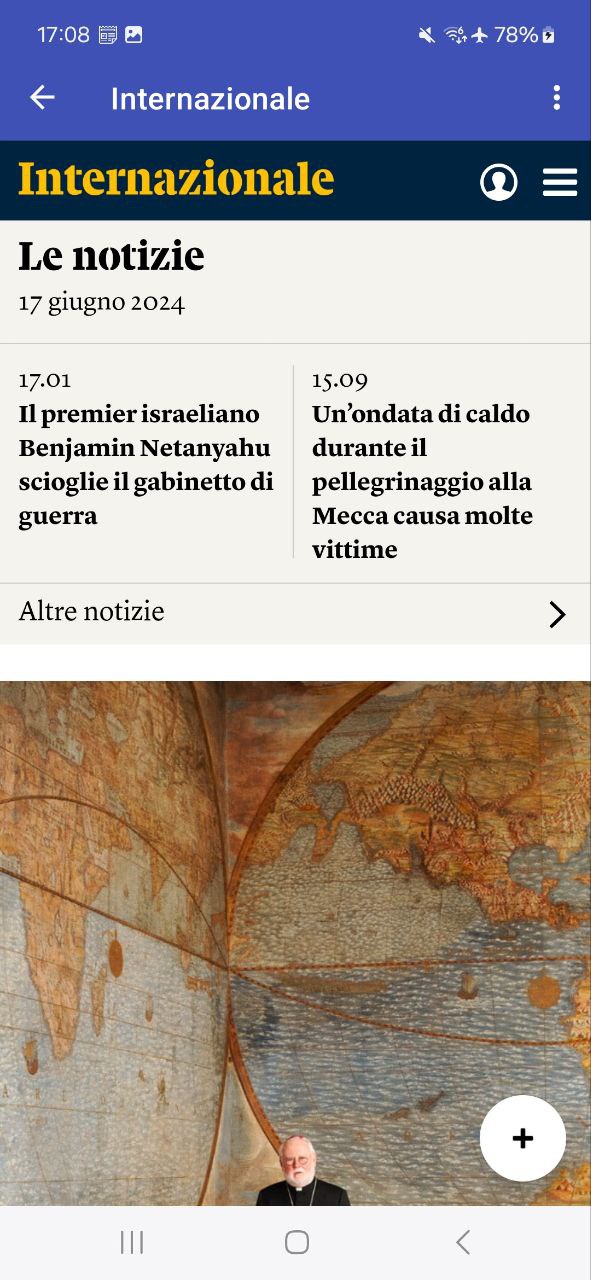 17:08
78%
Internazionale
Internazionale
Le notizie
17 giugno 2024
17.01
Il premier israeliano
Benjamin Netanyahu
scioglie il gabinetto di
guerra
15.09
Un’ondata di caldo
durante il
pellegrinaggio alla
Mecca causa molte
vittime
Altre notizie